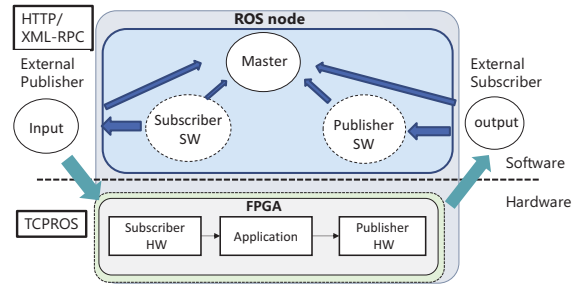 HTTP/
XML-RPC
ROS node
External
Publisher
Master
External
Subscriber
Input
Subscriber
SW
Publisher
SW
output
Software
Hardware
TCPROS
FPGA
Subscriber
HW
Application
Publisher
HW